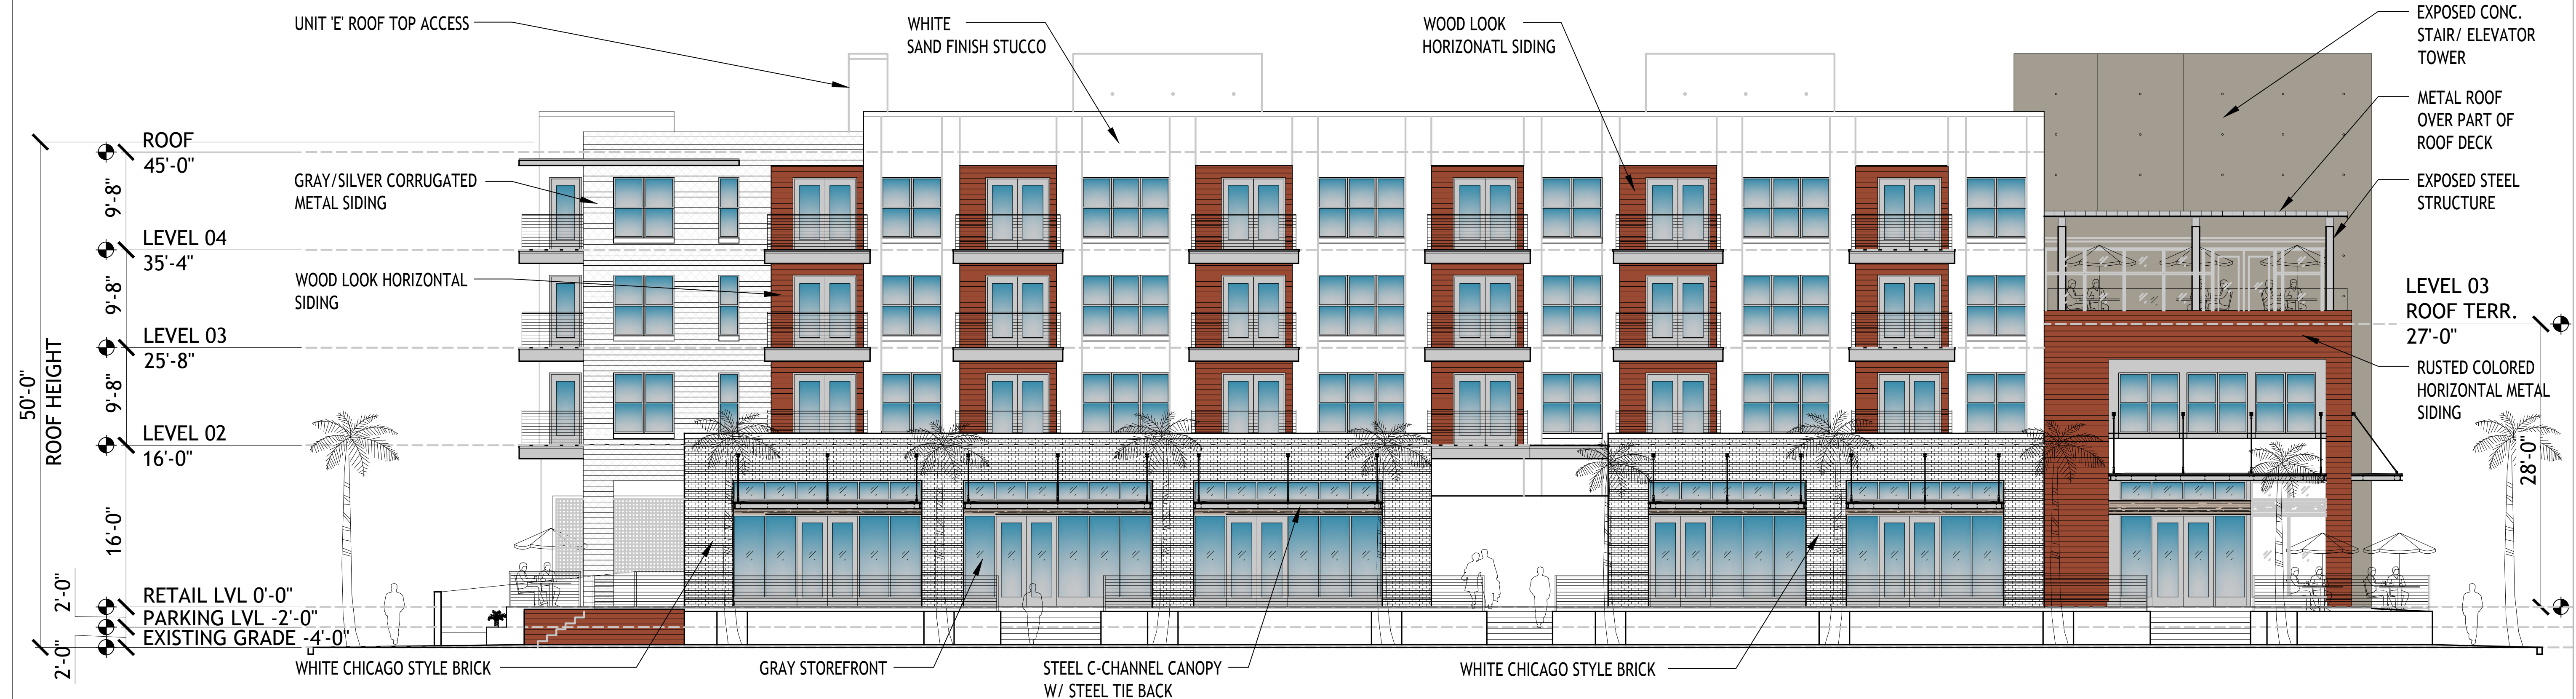 UNIT 'E' ROOF TOP ACCESS
WHITE
SAND FINISH STUCCO
WOOD LOOK
HORIZONATL SIDING
EXPOSED CONC.
STAIR/ ELEVATOR
TOWER
METAL ROOF
OVER PART OF
ROOF DECK
EXPOSED STEEL
STRUCTURE
ROOF
45'-0"
9'-8"
GRAY/SILVER CORRUGATED
METAL SIDING
LEVEL 04
35'-4"
9'-8"
WOOD LOOK HORIZONTAL
SIDING
LEVEL 03
25'-8"
9'-8"
LEVEL 02
16'-0"
16'-0"
50'-0"
ROOF HEIGHT
2'-0"
RETAIL LVL 0'-0"
PARKING LVL -2'-0"
EXISTING GRADE -4'-0"
2'-0"
LEVEL 03
ROOF TERR.
27'-0"
RUSTED COLORED
HORIZONTAL METAL
SIDING
28'-0"
WHITE CHICAGO STYLE BRICK
GRAY STOREFRONT
STEEL C-CHANNEL CANOPY
W/ STEEL TIE BACK
WHITE CHICAGO STYLE BRICK